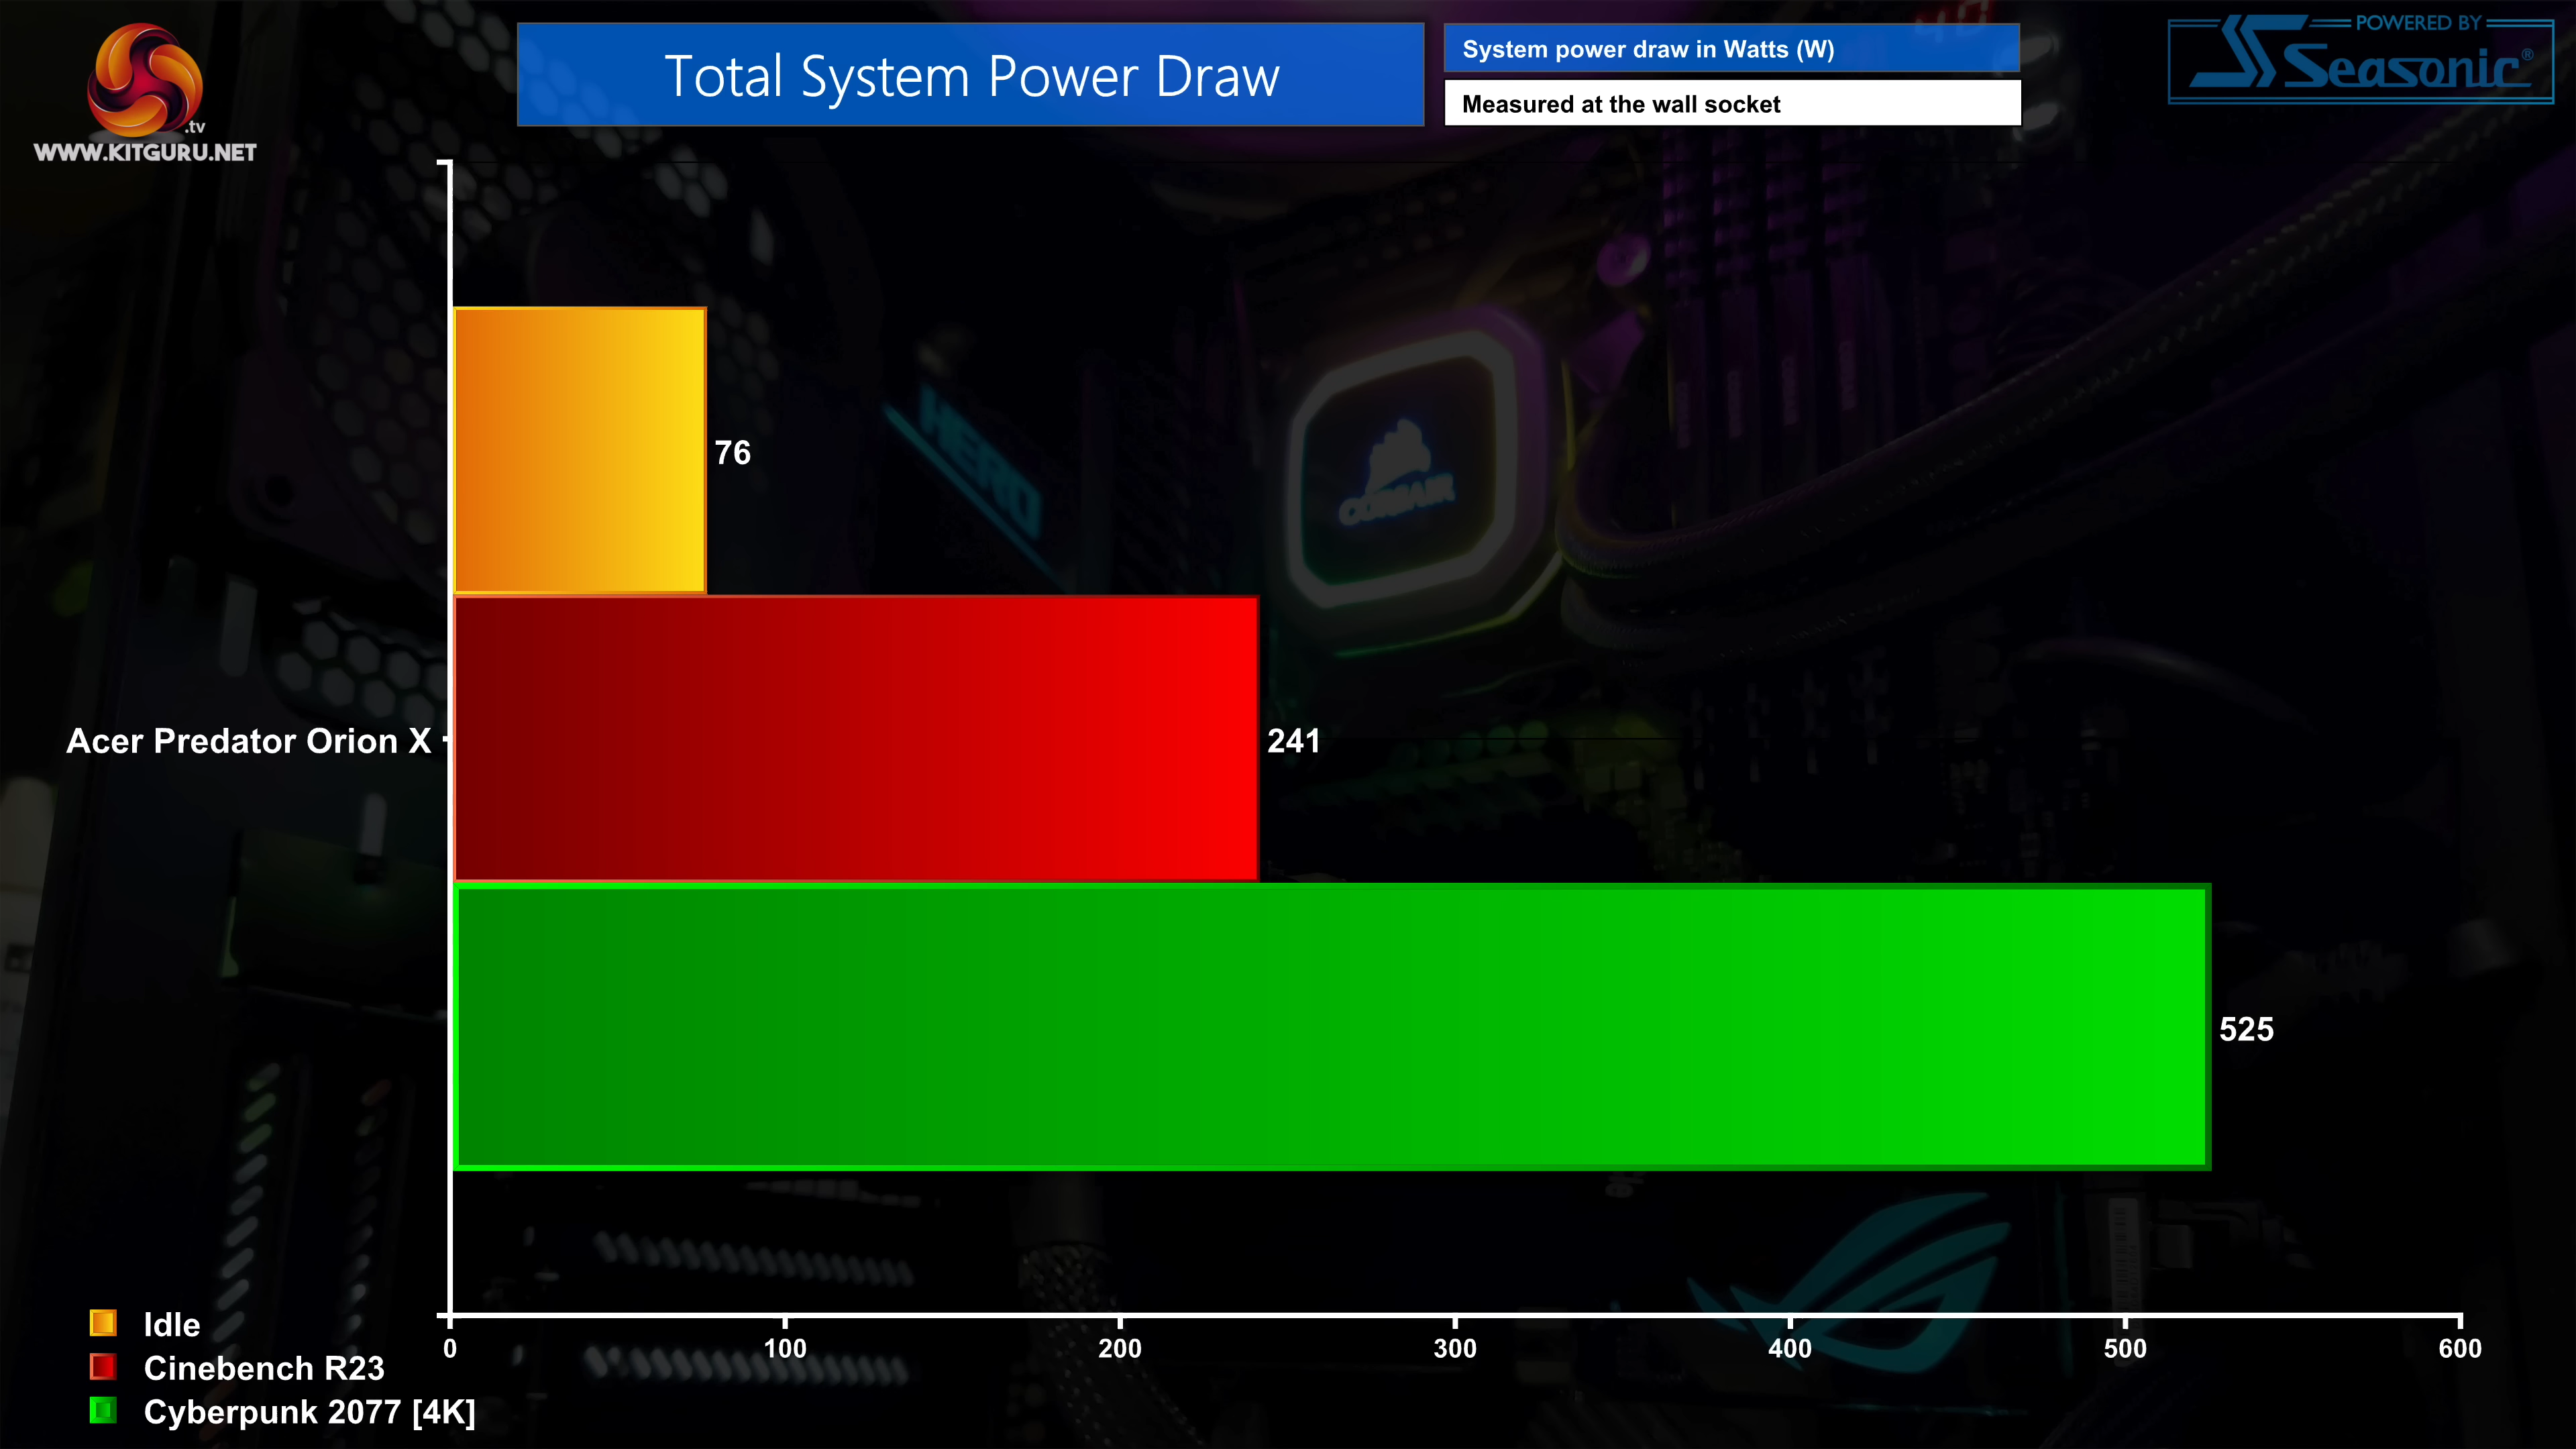 .tv
WWW.KITGURU.NET
Total System Power Draw
System power draw in Watts (W)
Measured at the wall socket
POWERED BY
Seasonic®
HERO
CORSAIR
76
Acer Predator Orion X
241
525
0
100
200
300
400
500
600
Idle
Cinebench R23
Cyberpunk 2077 [4K]